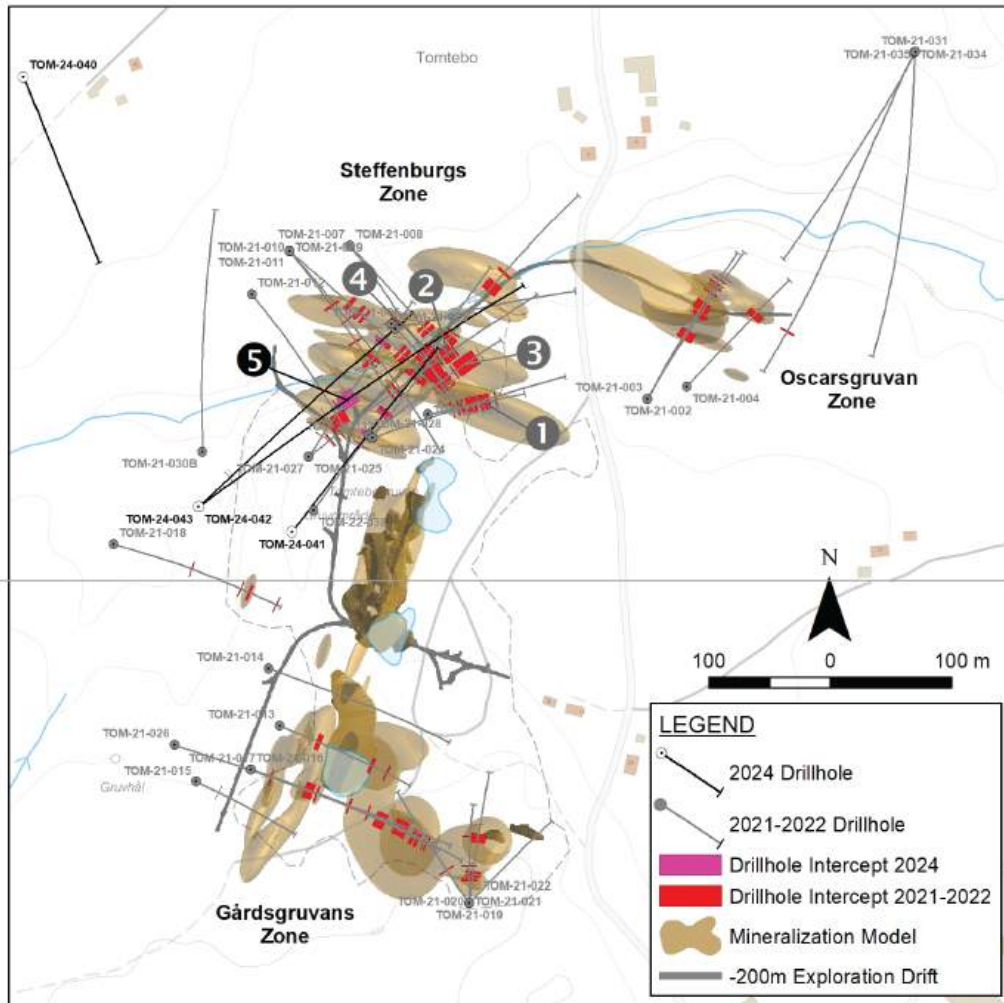 TOM-24-040
Tomtebo
TOM-21-031
TOM-21-035
TOM-21-034
Steffenburgs
Zone
TOM-21-007
TOM-21-008
TOM-21-010
TOM-21-011
4
2
5
3
TOM-21-003
TOM-21-002
TOM-21-004
Oscarsgruvan
Zone
1
TOM-21-024
TOM-21-030B
TOM-21-027
TOM-21-025
TOM-24-043
TOM-24-042
TOM-21-018
TOM-24-041
N
TOM-21-014
100
0
100 m
TOM-21-013
TOM-21-026
TOM-21-015
Gruvhål
TOM-21-022
TOM-21-020
TOM-21-021
TOM-21-019
Gårdsgruvans
Zone
LEGEND
2024 Drillhole
2021-2022 Drillhole
Drillhole Intercept 2024
Drillhole Intercept 2021-2022
Mineralization Model
-200m Exploration Drift